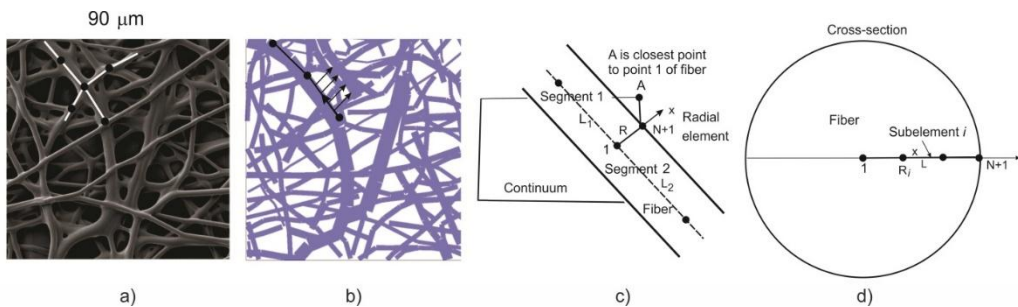 90 μm
a)
b)
A is closest point
to point 1 of fiber
A
Segment 1
x
L1
R
N+1
Radial
element
1
Segment 2
L2
Continuum
Fiber
c)
Cross-section
Fiber
Subelement i
x
1
Ri
L
N+1
d)